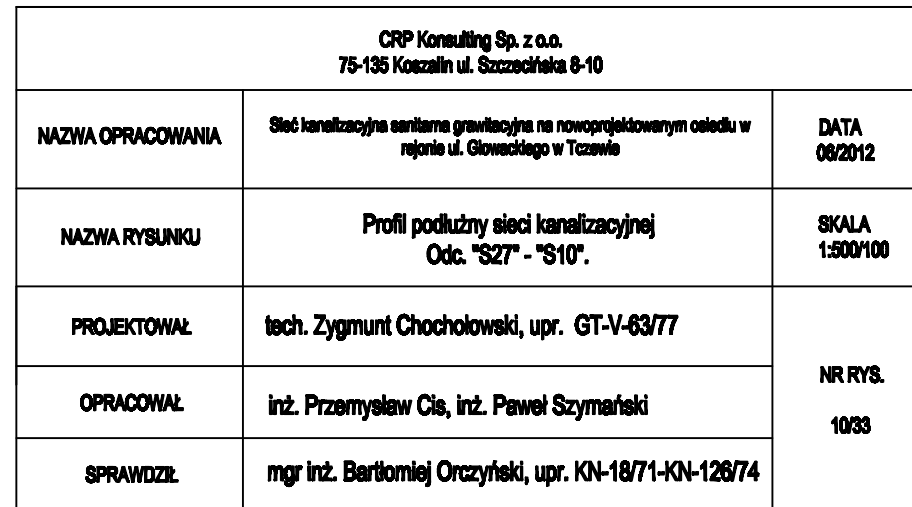 CRP Konsulting Sp. z o.o.
75-135 Koszalin ul. Szczecińska 8-10
NAZWA OPRACOWANIA
Sieć kanalizacyjna sanitarna grawitacyjna na nowoprojektowanym osiedlu w
rejonie ul. Głowackiego w Tczewie
DATA
06/2012
NAZWA RYSUNKU
Profil podłużny sieci kanalizacyjnej
Odc. "S27" - "S10".
SKALA
1:500/100
PROJEKTOWAŁ
tech. Zygmunt Chochołowski, upr. GT-V-63/77
NR RYS.
10/33
OPRACOWAŁ
inż. Przemysław Cis, inż. Paweł Szymański
SPRAWDZIŁ
mgr inż. Bartłomiej Orczyński, upr. KN-18/71-KN-126/74